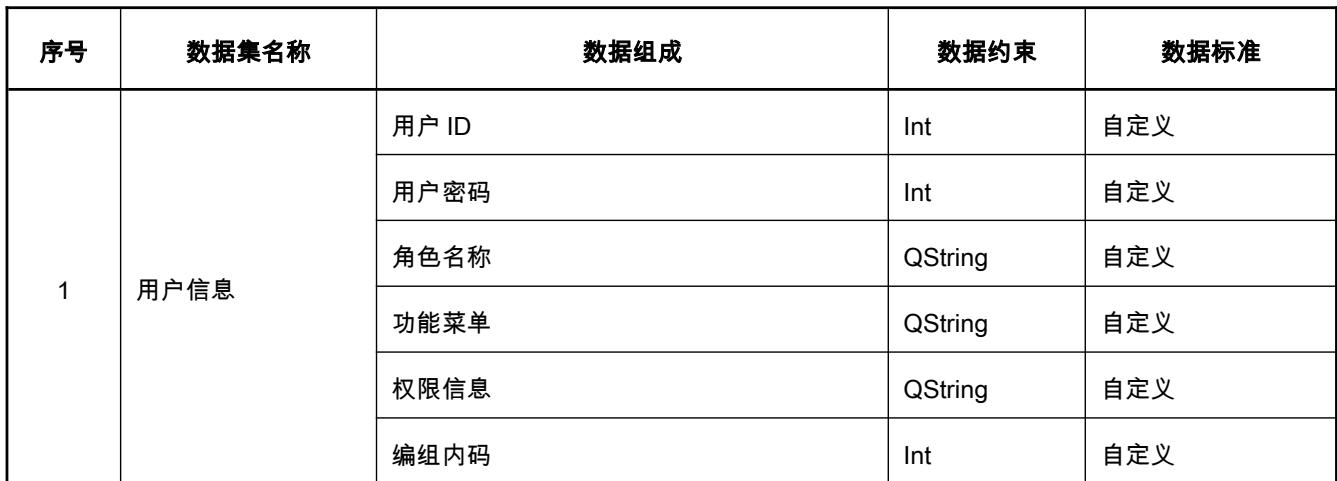 序号 数据集名称 数据组成 数据约束 数据标准
用户 ID Int 自定义
用户密码 Int 自定义
角色名称 QString 自定义
1 用户信息
功能菜单 QString 自定义
权限信息 QString 自定义
编组内码 Int 自定义